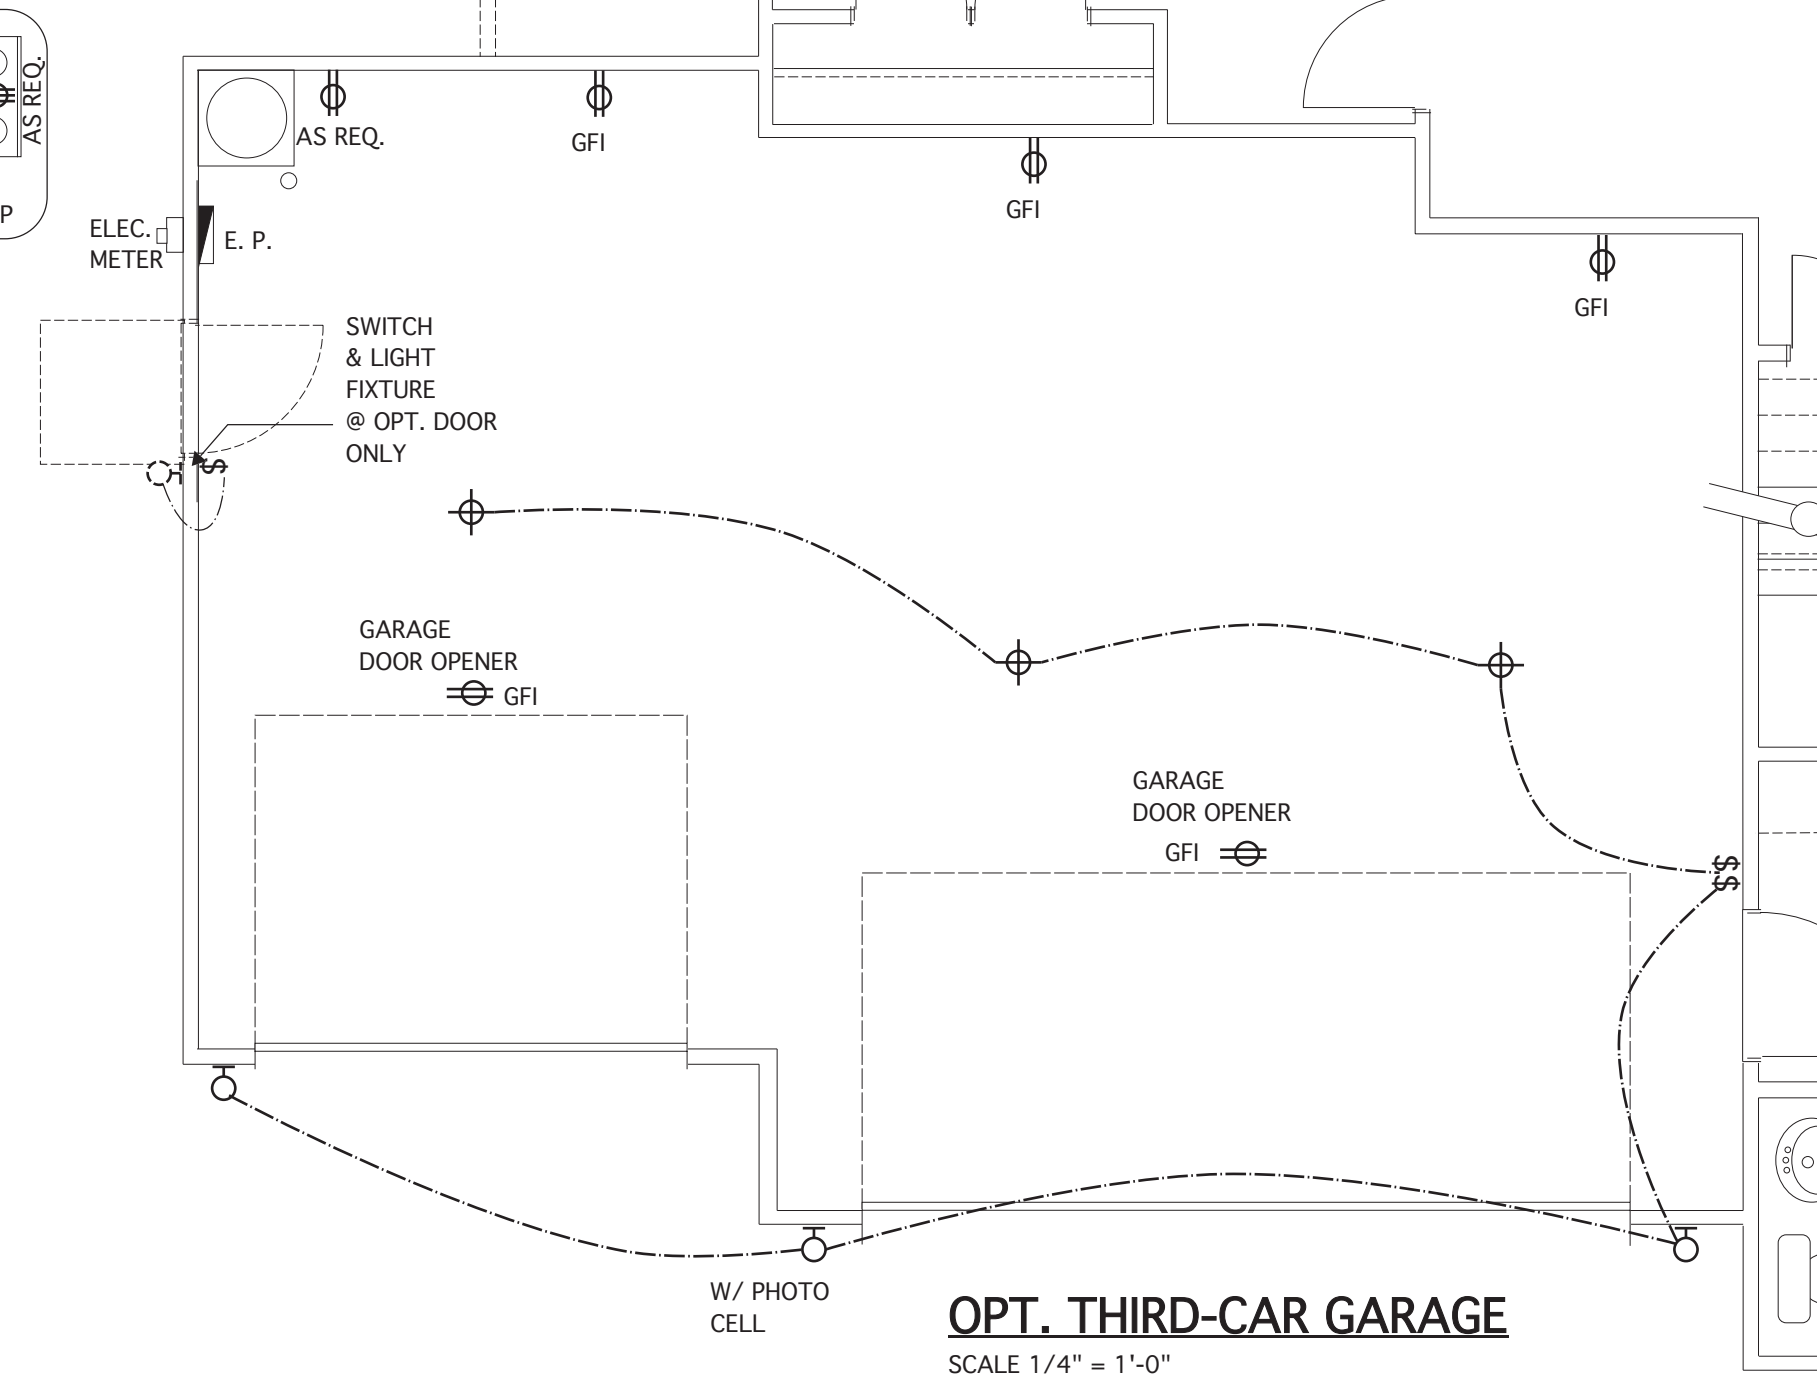 AS REQ.
P
AS REQ.
GFI
GFI
GFI
ELEC.
METER
E. P.
SWITCH
& LIGHT
FIXTURE
@ OPT. DOOR
ONLY
$
GARAGE
DOOR OPENER
GFI
GARAGE
DOOR OPENER
GFI
$$
W/ PHOTO
CELL
OPT. THIRD-CAR GARAGE
SCALE 1/4" = 1'-0"